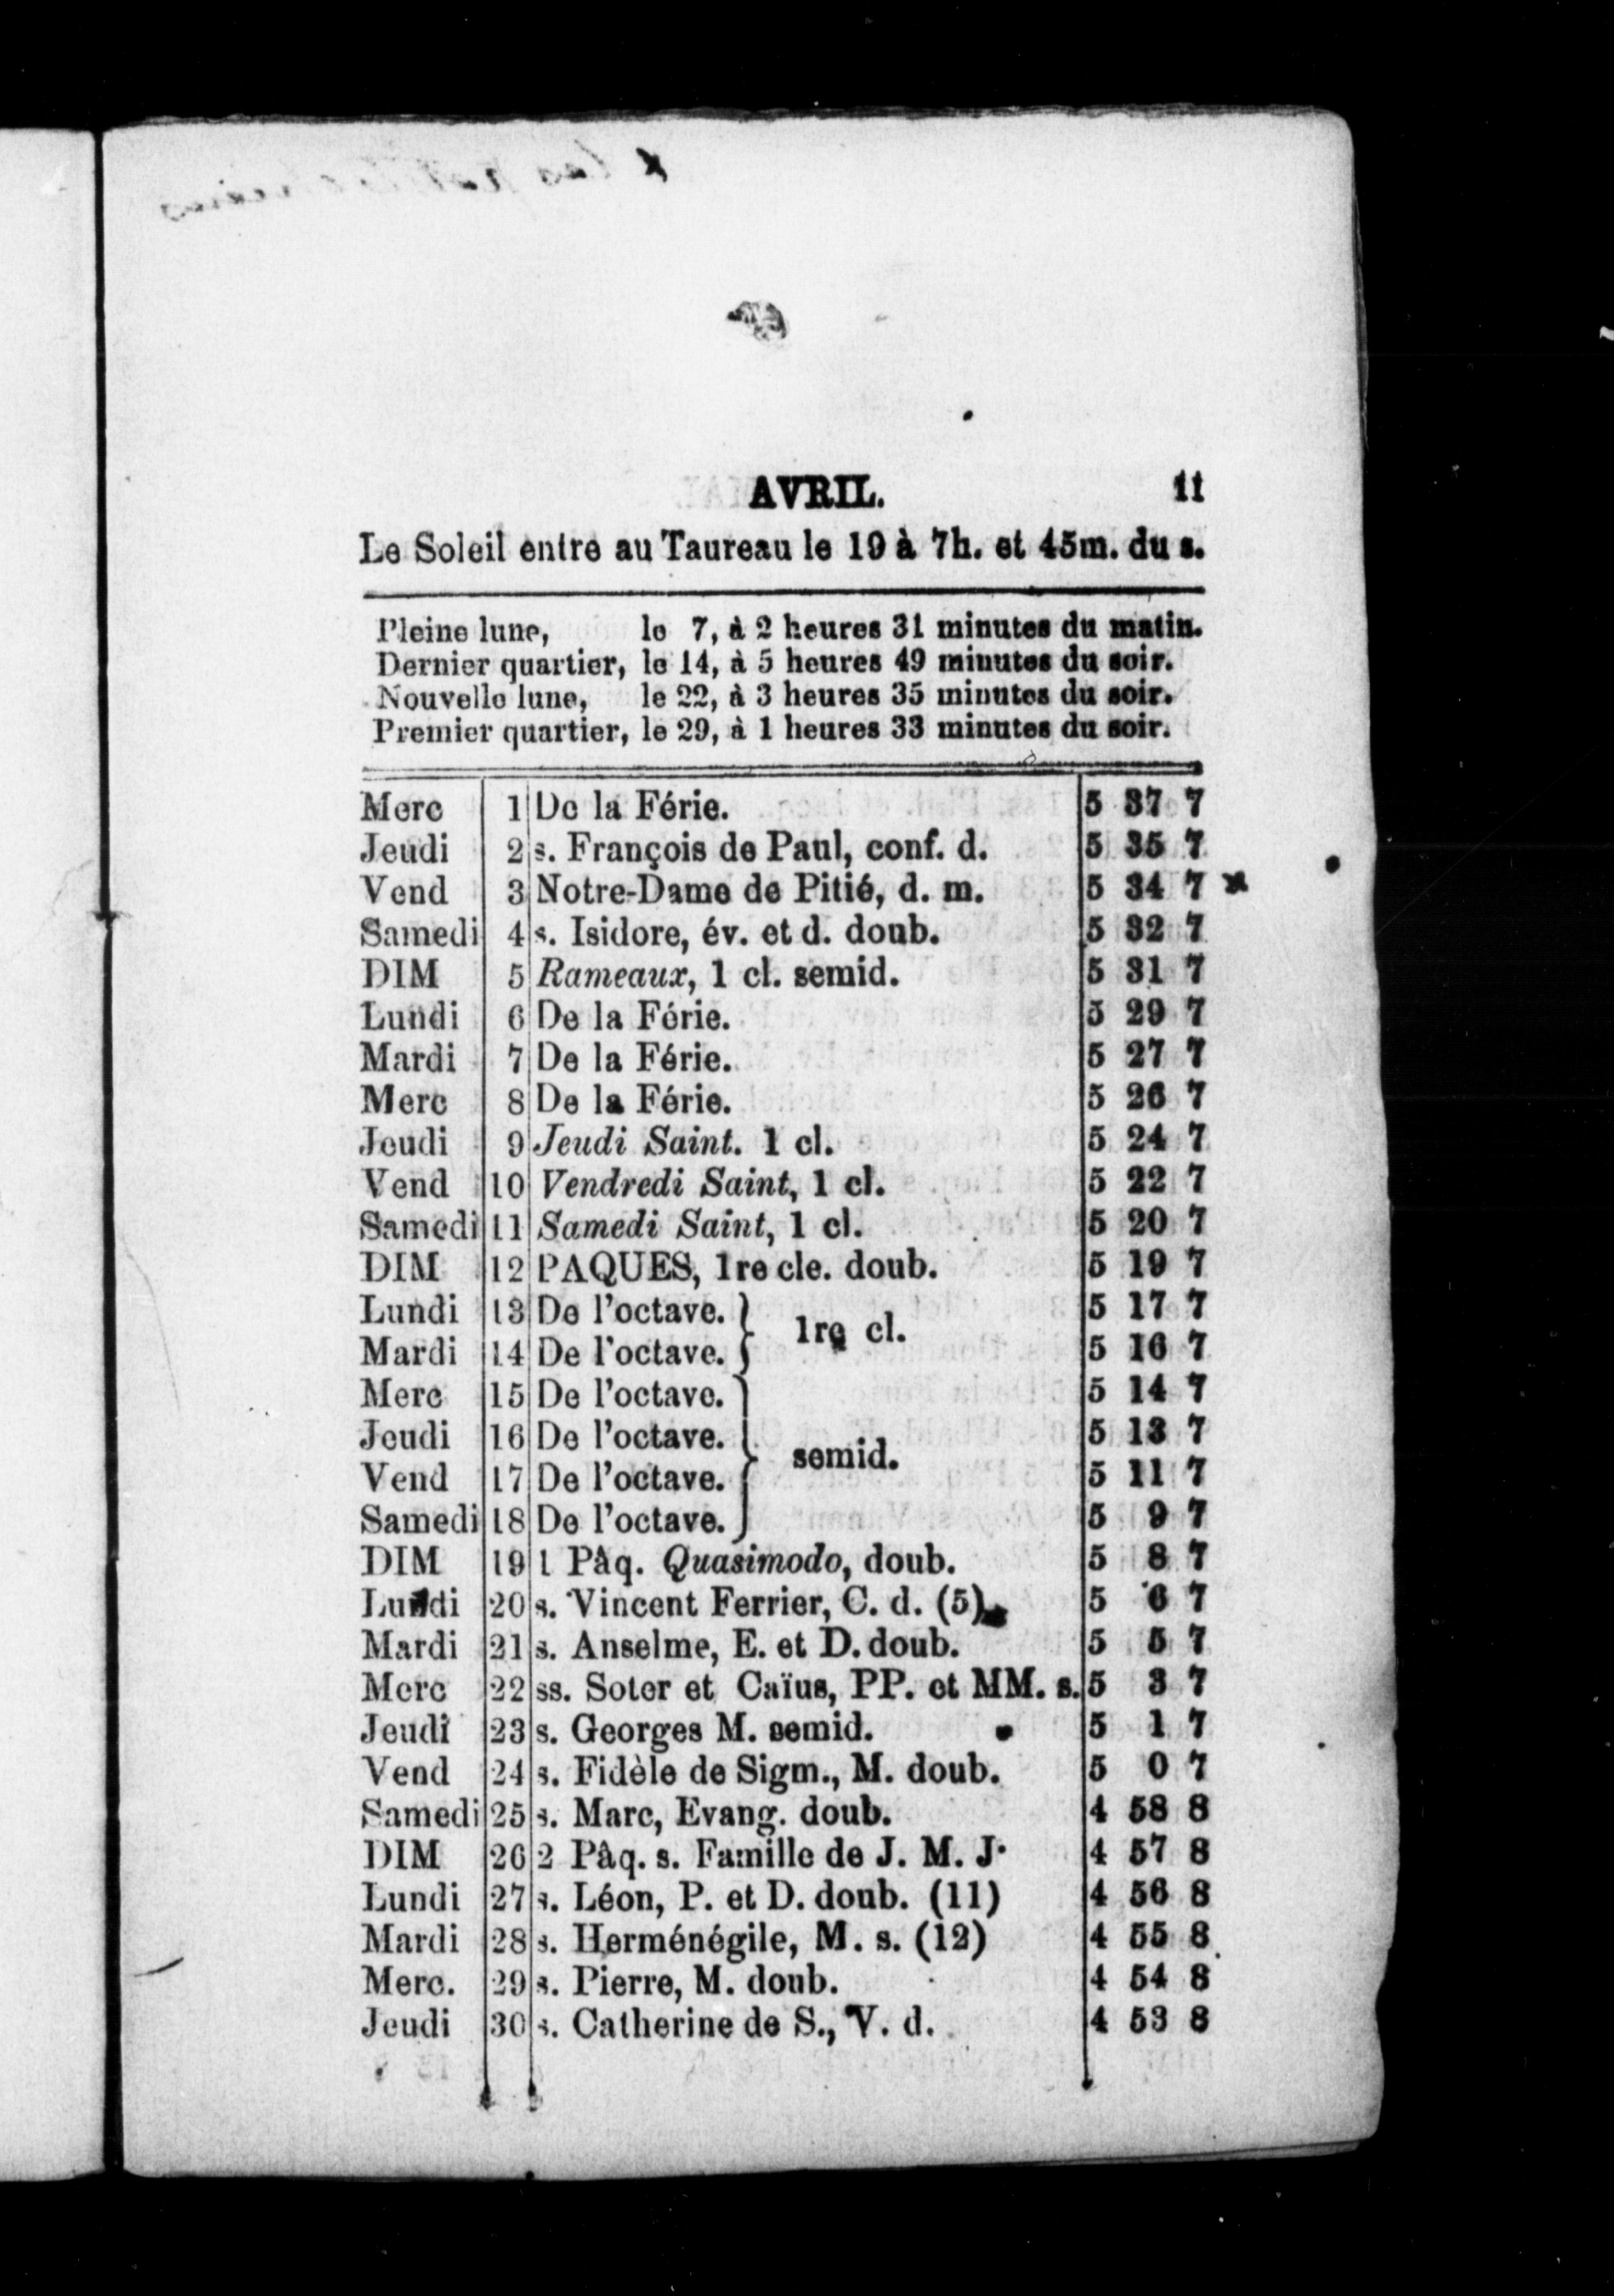 AVRIL. 11
Le Soleil entre au Taureau le 19 à 7h. et 45m. du s.
Pleine lune, le 7, à 2 heures 31 minutes du matin.
Dernier quartier, le 14, à 5 heures 49 minutes du soir.
Nouvelle lune, le 22, à 3 heures 35 minutes du soir.
Premier quartier, le 29, à 1 heures 33 minutes du soir.
Merc 1 De la Férie. 5 37 7
Jeudi 2 s. François de Paul, conf. d. 5 35 7
Vend 3 Notre-Dame de Pitié, d. m. 5 34 7
Samedi 4 s. Isidore, év. et d. doub. 5 32 7
DIM 5 Rameaux, 1 cl. semid. 5 31 7
Lundi 6 De la Férie. 5 29 7
Mardi 7 De la Férie. 5 27 7
Merc 8 De la Férie. 5 26 7
Jeudi 9 Jeudi Saint. 1 cl. 5 24 7
Vend 10 Vendredi Saint, 1 cl. 5 22 7
Samedi 11 Samedi Saint, 1 cl. 5 20 7
DIM 12 PAQUES, 1re cle. doub. 5 19 7
Lundi 13 De l'octave. 5 17 7
1re cl.
Mardi 14 De l'octave. 5 16 7
Merc 15 De l'octave. 5 14 7
Jeudi 16 De l'octave. 5 13 7
semid.
Vend 17 De l'octave. 5 11 7
Samedi 18 De l'octave. 5 9 7
DIM 19 1 Pâq. Quasimodo, doub. 5 8 7
Lundi 20 s. Vincent Ferrier, C. d. (5) 5 6 7
Mardi 21 s. Anselme, E. et D. doub. 5 5 7
Merc 22 ss. Soter et Caïus, PP. et MM. s. 5 3 7
Jeudi 23 s. Georges M. semid. 5 1 7
Vend 24 s. Fidèle de Sigm., M. doub. 5 0 7
Samedi 25 s. Marc, Evang. doub. 4 58 8
DIM 26 2 Pâq. s. Famille de J. M. J. 4 57 8
Lundi 27 s. Léon, P. et D. doub. (11) 4 56 8
Mardi 28 s. Herménégile, M. s. (12) 4 55 8
Merc. 29 s. Pierre, M. doub. 4 54 8
Jeudi 30 s. Catherine de S., V. d. 4 53 8